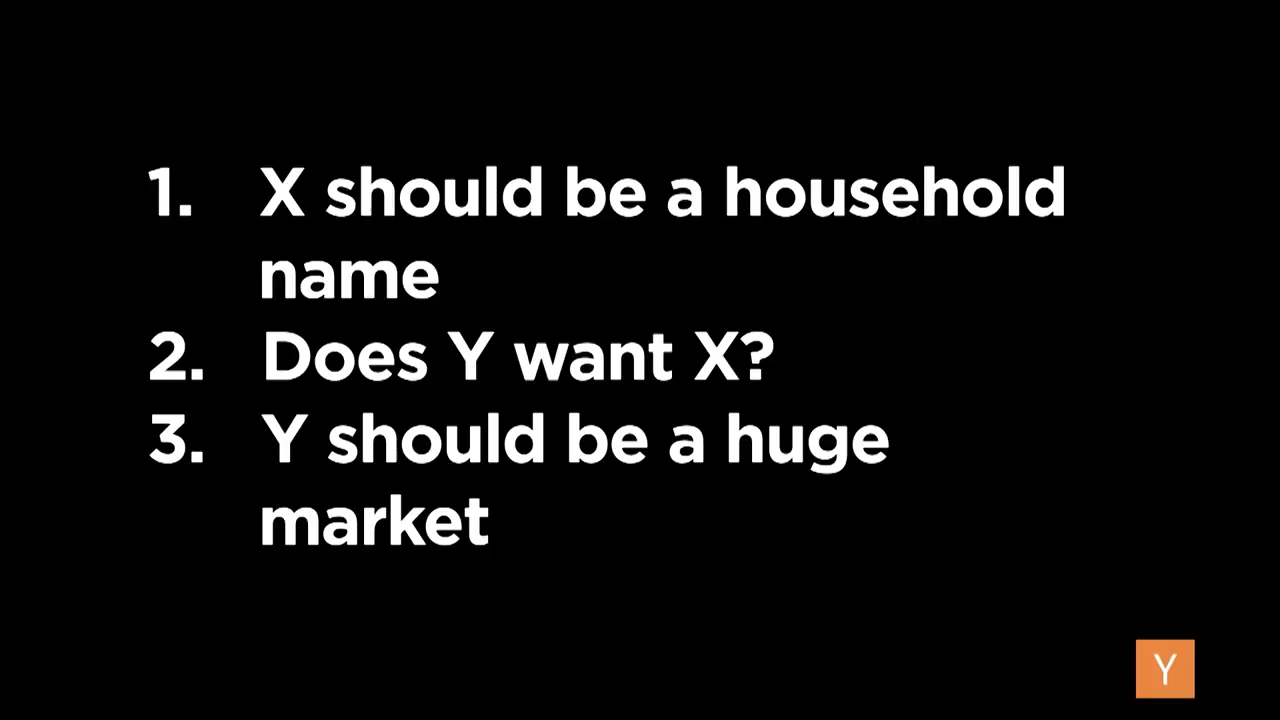 1. X should be a household
name
2. Does Y want X?
3. Y should be a huge
market
Y